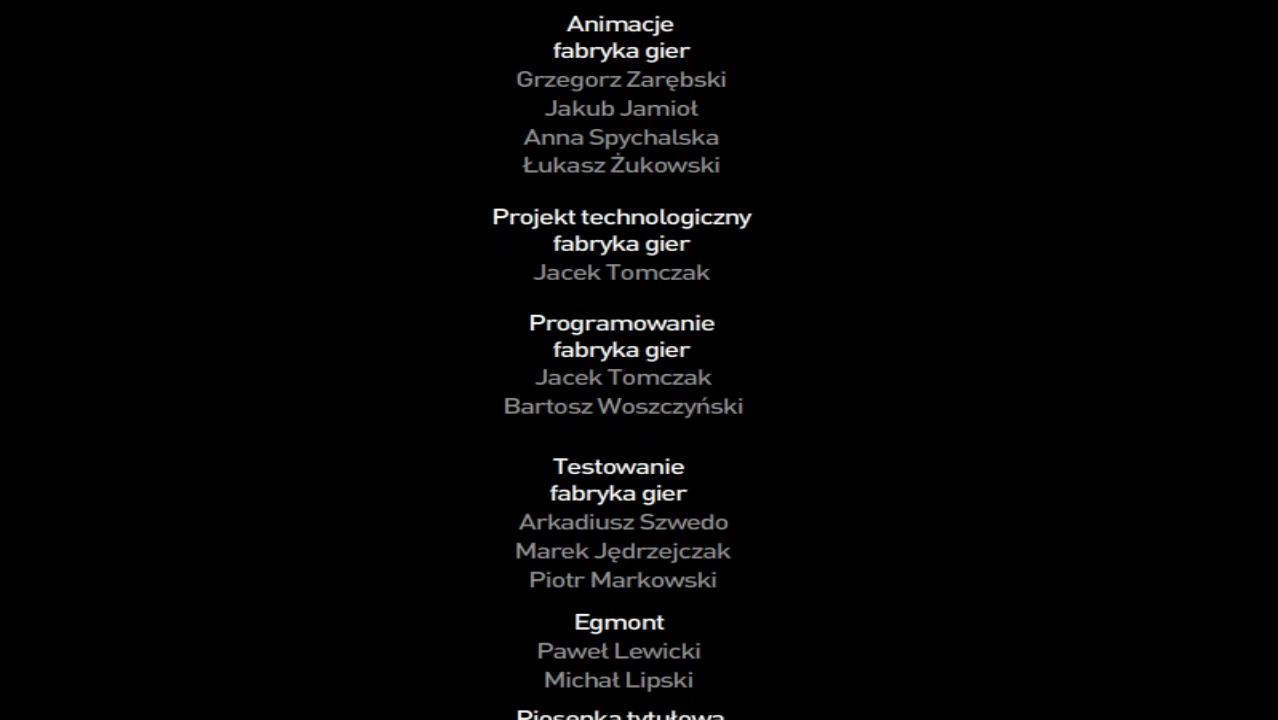 Animacje
fabryka gier
Grzegorz Zarębski
Jakub Jamioł
Anna Spychalska
Łukasz Żukowski
Projekt technologiczny
fabryka gier
Jacek Tomczak
Programowanie
fabryka gier
Jacek Tomczak
Bartosz Woszczyński
Testowanie
fabryka gier
Arkadiusz Szwedo
Marek Jędrzejczak
Piotr Markowski
Egmont
Paweł Lewicki
Michał Lipski
Piosenka tytułowa